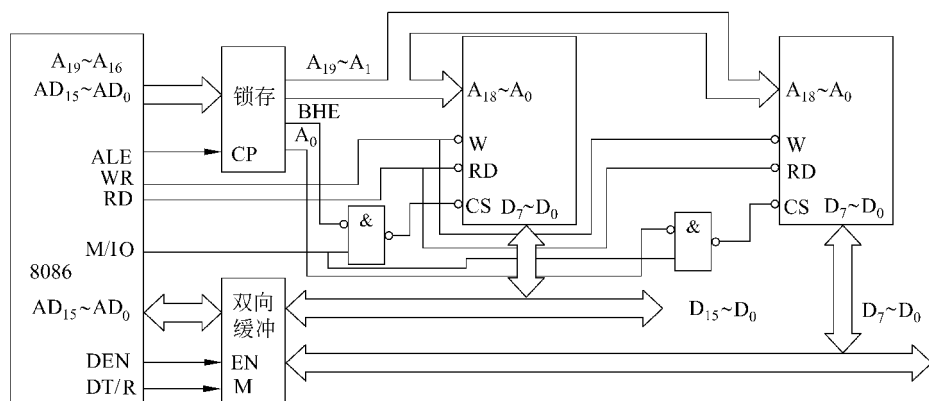 A19~A16
AD15~AD0
ALE
WR
RD
M/IO
8086
AD15~AD0
DEN
DT/R
锁存
CP
A19~A1
BHE
A0
&
A18~A0
W
RD
CS
D7~D0
&
A18~A0
W
RD
CS
D7~D0
双向
缓冲
EN
M
D15~D0
D7~D0